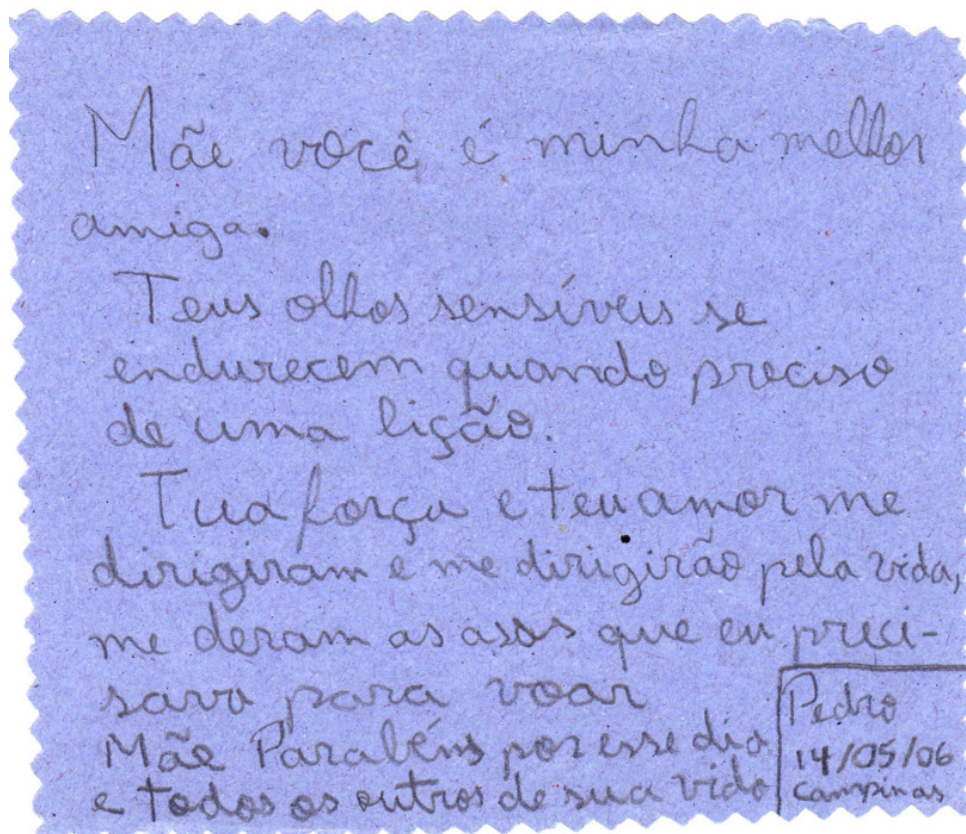 Mãe você é minha melhor
amiga.
Teus olhos sensíveis se
endurecem quando preciso
de uma lição.
Tua força e teu amor me
dirigiram e me dirigirão pela vida,
me deram as asas que eu preci-
sava para voar
Mãe Parabéns por esse dia
e todos os outros de sua vida
Pedro
14/05/06
Campinas